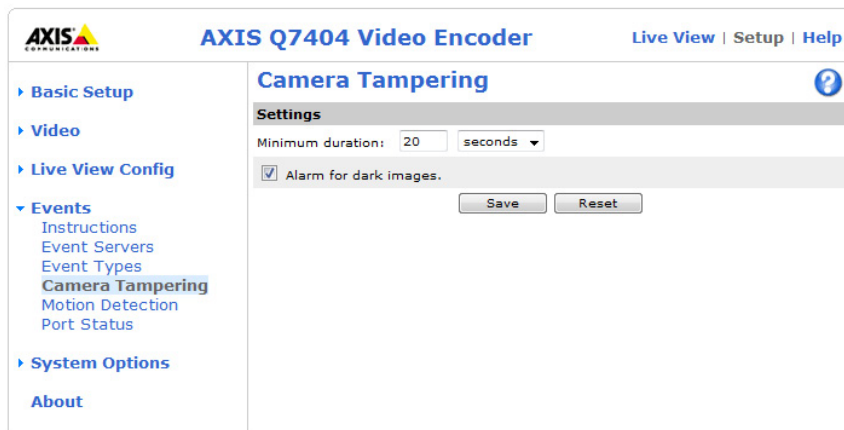 AXIS
COMMUNICATIONS
AXIS Q7404 Video Encoder
Live View | Setup | Help
Basic Setup
Video
Live View Config
Events
Instructions
Event Servers
Event Types
Camera Tampering
Motion Detection
Port Status
System Options
About
Camera Tampering
?
Settings
Minimum duration: 20 seconds
Alarm for dark images.
Save Reset